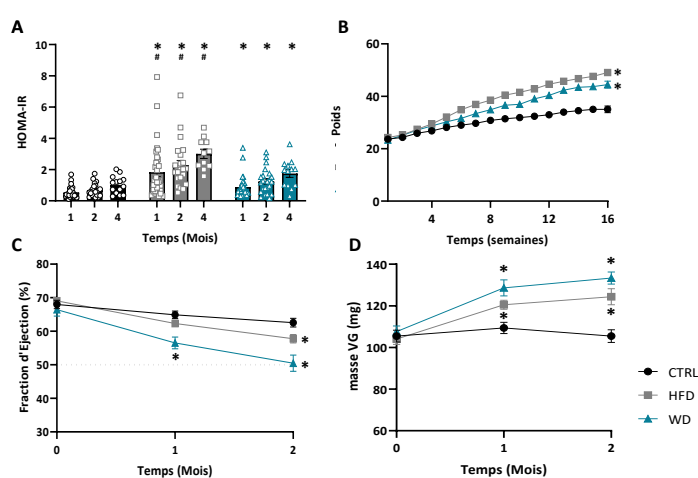 A
B
10
8
6
4
2
0
HOMA-IR
* * * * * *
# # #
1 2 4 1 2 4 1 2 4
Temps (Mois)
60
40
20
0
Poids
*
*
4 8 12 16
Temps (semaines)
C
D
80
70
60
50
40
30
Fraction d'Ejection (%)
*
*
*
0 1 2
Temps (Mois)
140
120
100
80
60
masse VG (mg)
*
*
*
*
0 1 2
Temps (Mois)
CTRL
HFD
WD